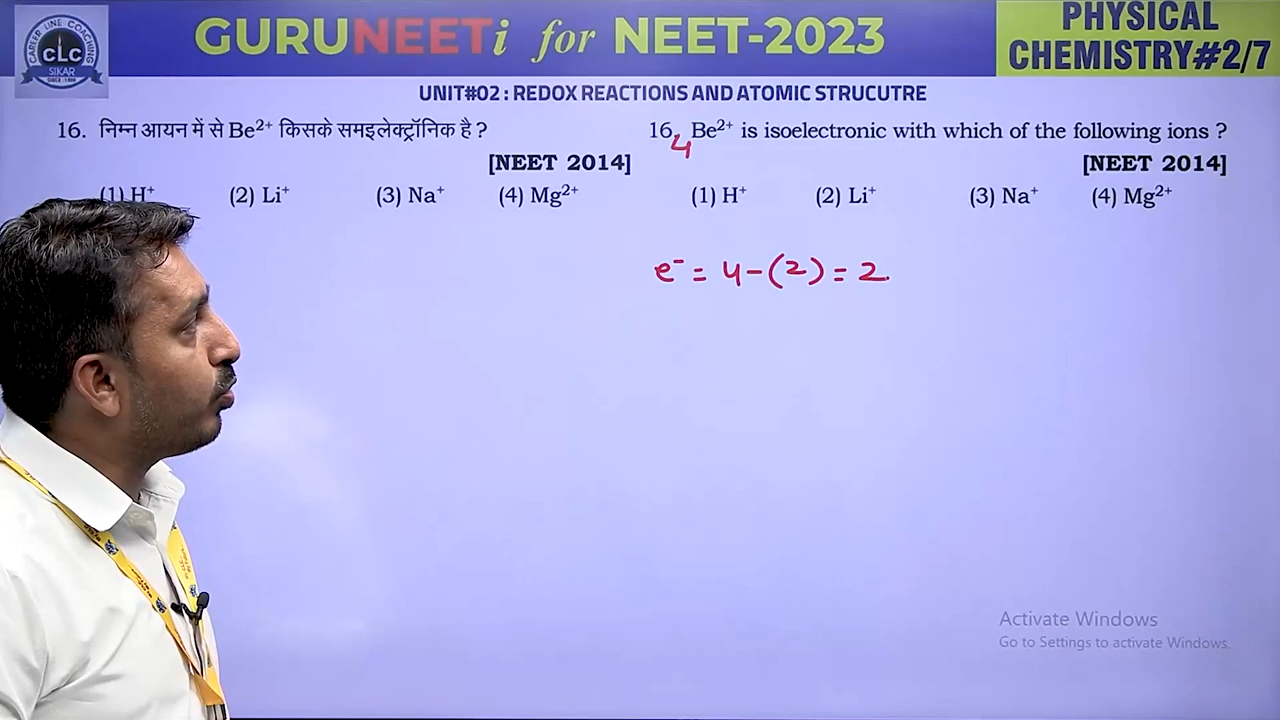 CAREER LINE COACHING
CLC
SIKAR
SINCE : 1996
GURUNEETi for NEET-2023
PHYSICAL
CHEMISTRY#2/7
UNIT#02 : REDOX REACTIONS AND ATOMIC STRUCUTRE
16. निम्न आयन में से Be²⁺ किसके समइलेक्ट्रॉनिक है ?
[NEET 2014]
(1) H⁺ (2) Li⁺ (3) Na⁺ (4) Mg²⁺
16. ₄Be²⁺ is isoelectronic with which of the following ions ?
[NEET 2014]
(1) H⁺ (2) Li⁺ (3) Na⁺ (4) Mg²⁺
e⁻ = 4-(2) = 2
Activate Windows
Go to Settings to activate Windows.